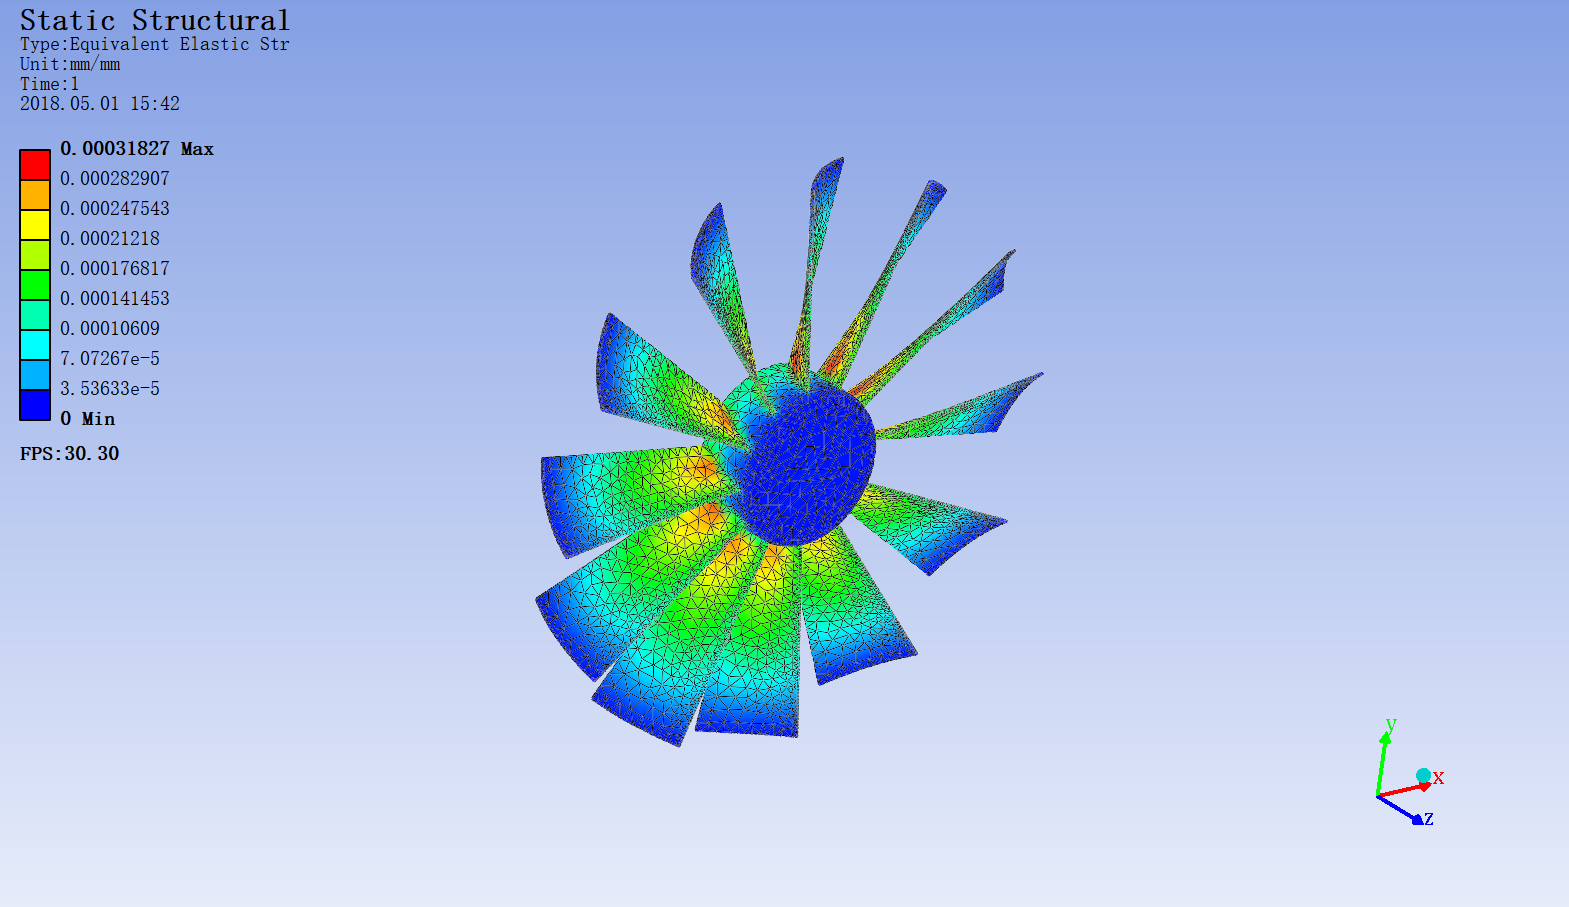 Static Structural
Type:Equivalent Elastic Str
Unit:mm/mm
Time:1
2018.05.01 15:42
0.00031827 Max
0.000282907
0.000247543
0.00021218
0.000176817
0.000141453
0.00010609
7.07267e-5
3.53633e-5
0 Min
FPS:30.30
y
x
z